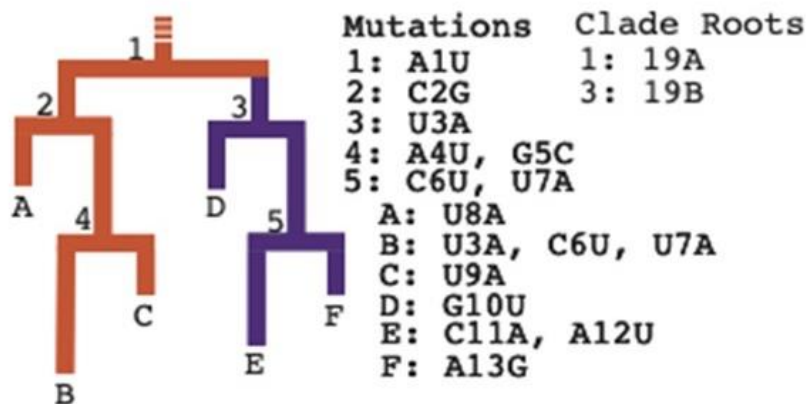 Mutations Clade Roots
1: A1U 1: 19A
2: C2G 3: 19B
3: U3A
4: A4U, G5C
5: C6U, U7A
A: U8A
B: U3A, C6U, U7A
C: U9A
D: G10U
E: C11A, A12U
F: A13G
1
2
3
A
D
4
5
C
F
E
B